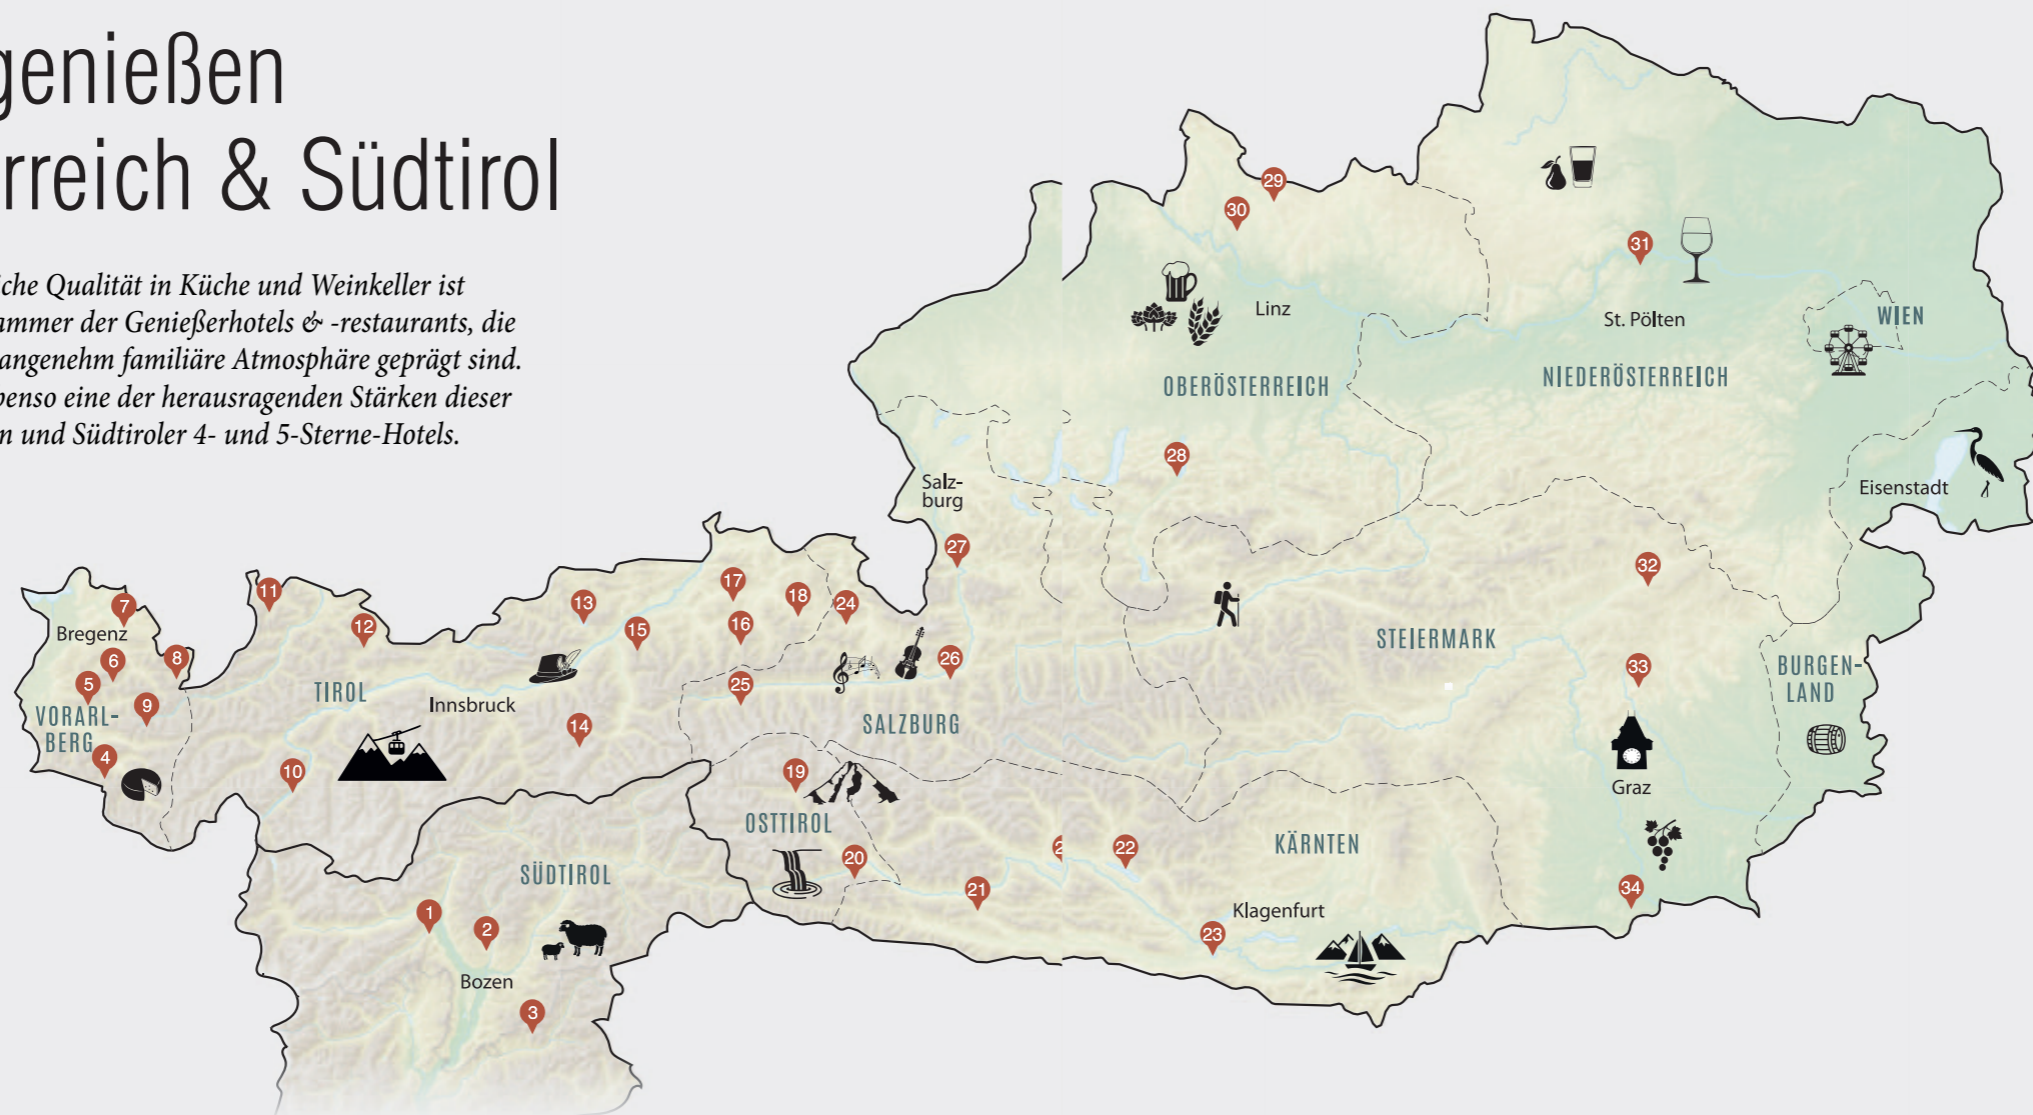 genießen
rreich & Südtirol
che Qualität in Küche und Weinkeller ist
ammer der Genießerhotels & -restaurants, die
angenehm familiäre Atmosphäre geprägt sind.
benso eine der herausragenden Stärken dieser
n und Südtiroler 4- und 5-Sterne-Hotels.
29
30
31
Linz
St. Pölten
WIEN
OBERÖSTERREICH
NIEDERÖSTERREICH
28
Salz-
burg
Eisenstadt
27
32
7
11
12
13
17
18
24
16
15
Bregenz
6
8
5
9
VORARL-
BERG
4
TIROL
Innsbruck
10
14
25
26
SALZBURG
STEIERMARK
33
BURGEN-
LAND
Graz
19
OSTTIROL
20
21
2
22
KÄRNTEN
34
SÜDTIROL
1
2
Bozen
3
Klagenfurt
23